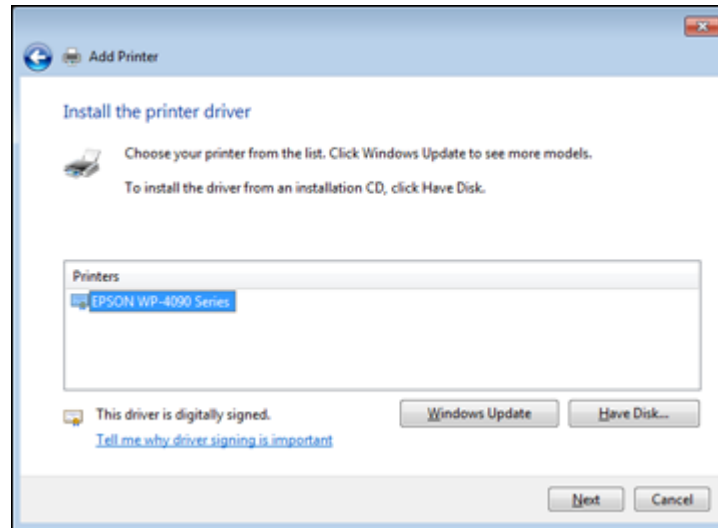 Add Printer
Install the printer driver
Choose your printer from the list. Click Windows Update to see more models.
To install the driver from an installation CD, click Have Disk.
Printers
EPSON WP-4090 Series
This driver is digitally signed.
Windows Update
Have Disk...
Tell me why driver signing is important
Next
Cancel